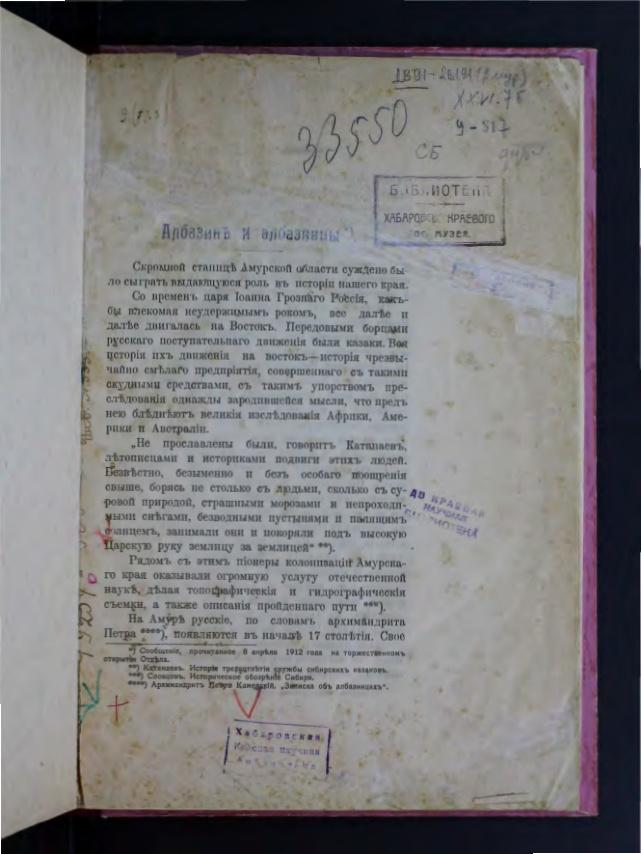 33550
XXVI.75
9-517
СБ
БИБЛИОТЕКА
ХАБАРОВСК. КРАЕВОГО
МУЗЕЯ.
Албазинъ и албазинцы *)
Скромной станицѣ Амурской области суждено бы-
ло сыграть выдающуюся роль въ исторіи нашего края.
Со временъ царя Іоанна Грознаго Россія, какъ-
бы влекомая неудержимымъ рокомъ, все далѣе и
далѣе двигалась на Востокъ. Передовыми борцами
русскаго поступательнаго движенія были казаки. Вся
исторія ихъ движенія на востокъ—исторія чрезвы-
чайно смѣлаго предпріятія, совершеннаго съ такими
скудными средствами, съ такимъ упорствомъ пре-
слѣдованія однажды зародившейся мысли, что предъ
нею блѣднѣютъ великія изслѣдованія Африки, Аме-
рики и Австраліи.
„Не прославлены были, говоритъ Катанаевъ,
лѣтописцами и историками подвиги этихъ людей.
Безвѣстно, безыменно и безъ особаго поощренія
свыше, борясь не столько съ людьми, сколько съ су-
ровой природой, страшными морозами и непроходи-
мыми снѣгами, безводными пустынями и палящимъ
солнцемъ, занимали они и покоряли подъ высокую
Царскую руку землицу за землицей“ **).
Рядомъ съ этимъ піонеры колонизаціи Амурска-
го края оказывали огромную услугу отечественной
наукѣ, дѣлая топографическія и гидрографическія
съемки, а также описанія пройденнаго пути ***).
На Амурѣ русскіе, по словамъ архимандрита
Петра ****), появляются въ началѣ 17 столѣтія. Свое
*) Сообщеніе, прочитанное 8 апрѣля 1912 года на торжественномъ
открытіи Отдѣла.
**) Катанаевъ. Исторія трехсотлѣтія службы сибирскихъ казаковъ.
***) Словцовъ. Историческое обозрѣніе Сибири.
****) Архимандритъ Петръ Каменскій. „Записка объ албазинцахъ“.
КРАЕВАЯ
НАУЧНАЯ
БИБЛИОТЕКА
Хабаровская
Краевая Научная
Библиотека